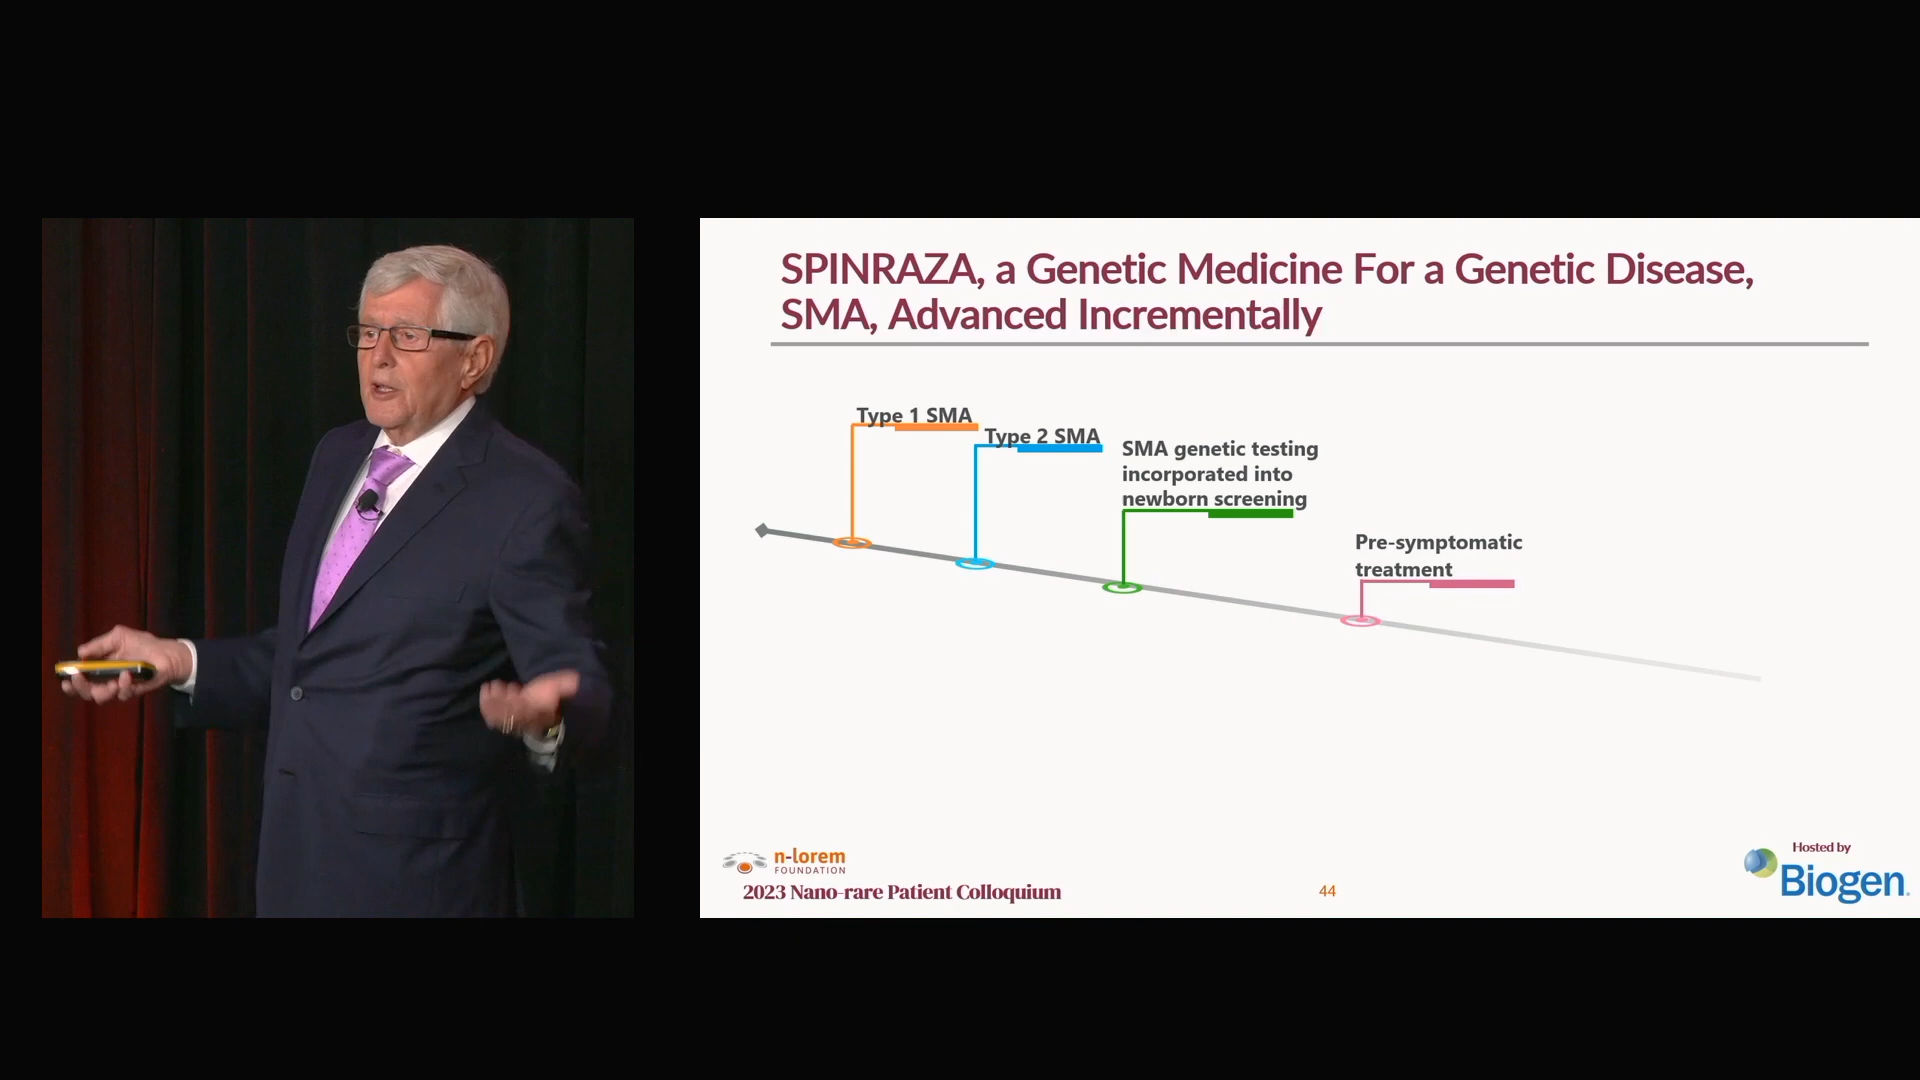 SPINRAZA, a Genetic Medicine For a Genetic Disease,
SMA, Advanced Incrementally
Type 1 SMA
Type 2 SMA
SMA genetic testing
incorporated into
newborn screening
Pre-symptomatic
treatment
n-lorem
FOUNDATION
2023 Nano-rare Patient Colloquium
44
Hosted by
Biogen.